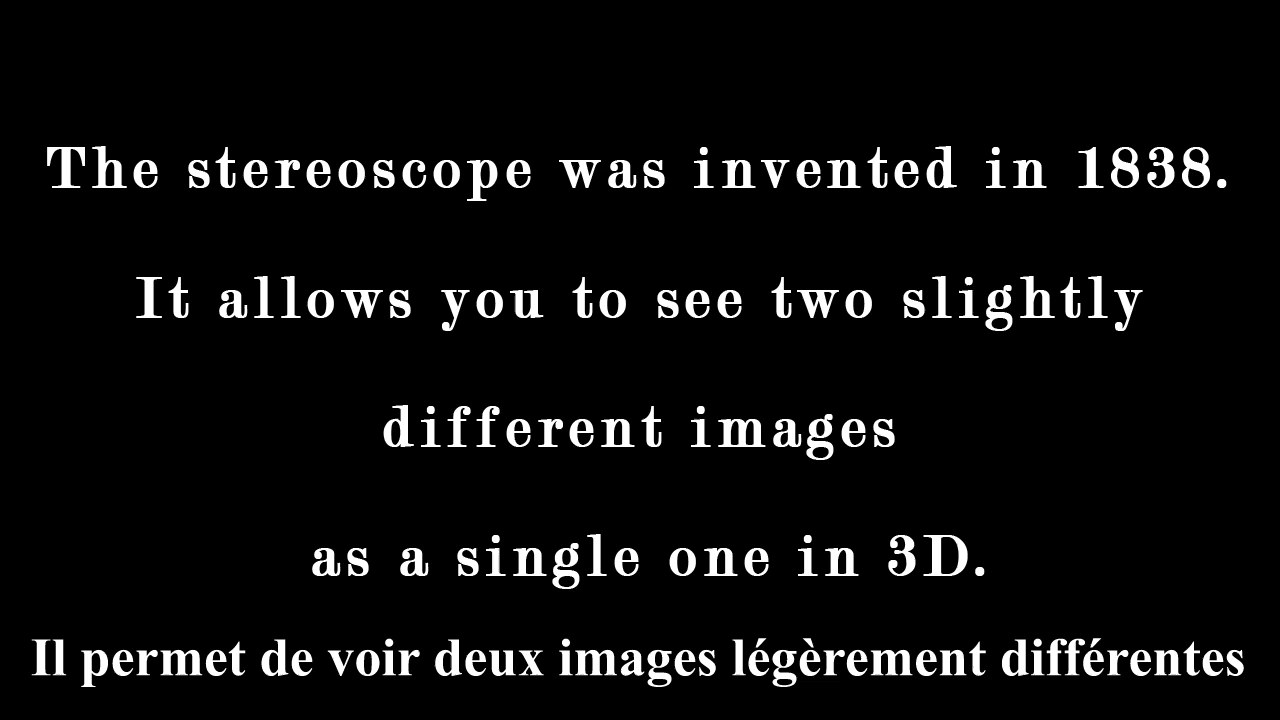 The stereoscope was invented in 1838.
It allows you to see two slightly
different images
as a single one in 3D.
Il permet de voir deux images légèrement différentes